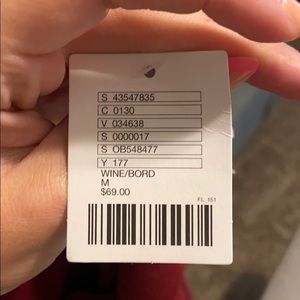 S 43547835
C 0130
V 034638
S 0000017
S OB548477
Y 177
WINE/BORD
M
$69.00
FL 151